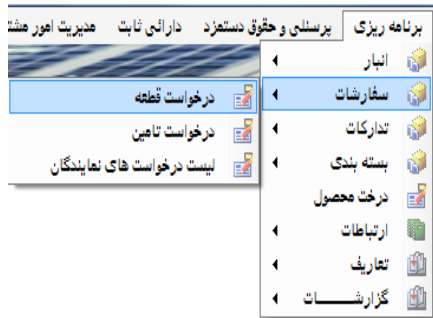 برنامه ریزی پرسنلی و حقوق دستمزد دارائی ثابت مدیریت امور مشت
انبار
سفارشات
درخواست قطعه
درخواست تامین
لیست درخواست های نمایندگان
تدارکات
بسته بندی
درخت محصول
ارتباطات
تعاریف
گزارشـــــات